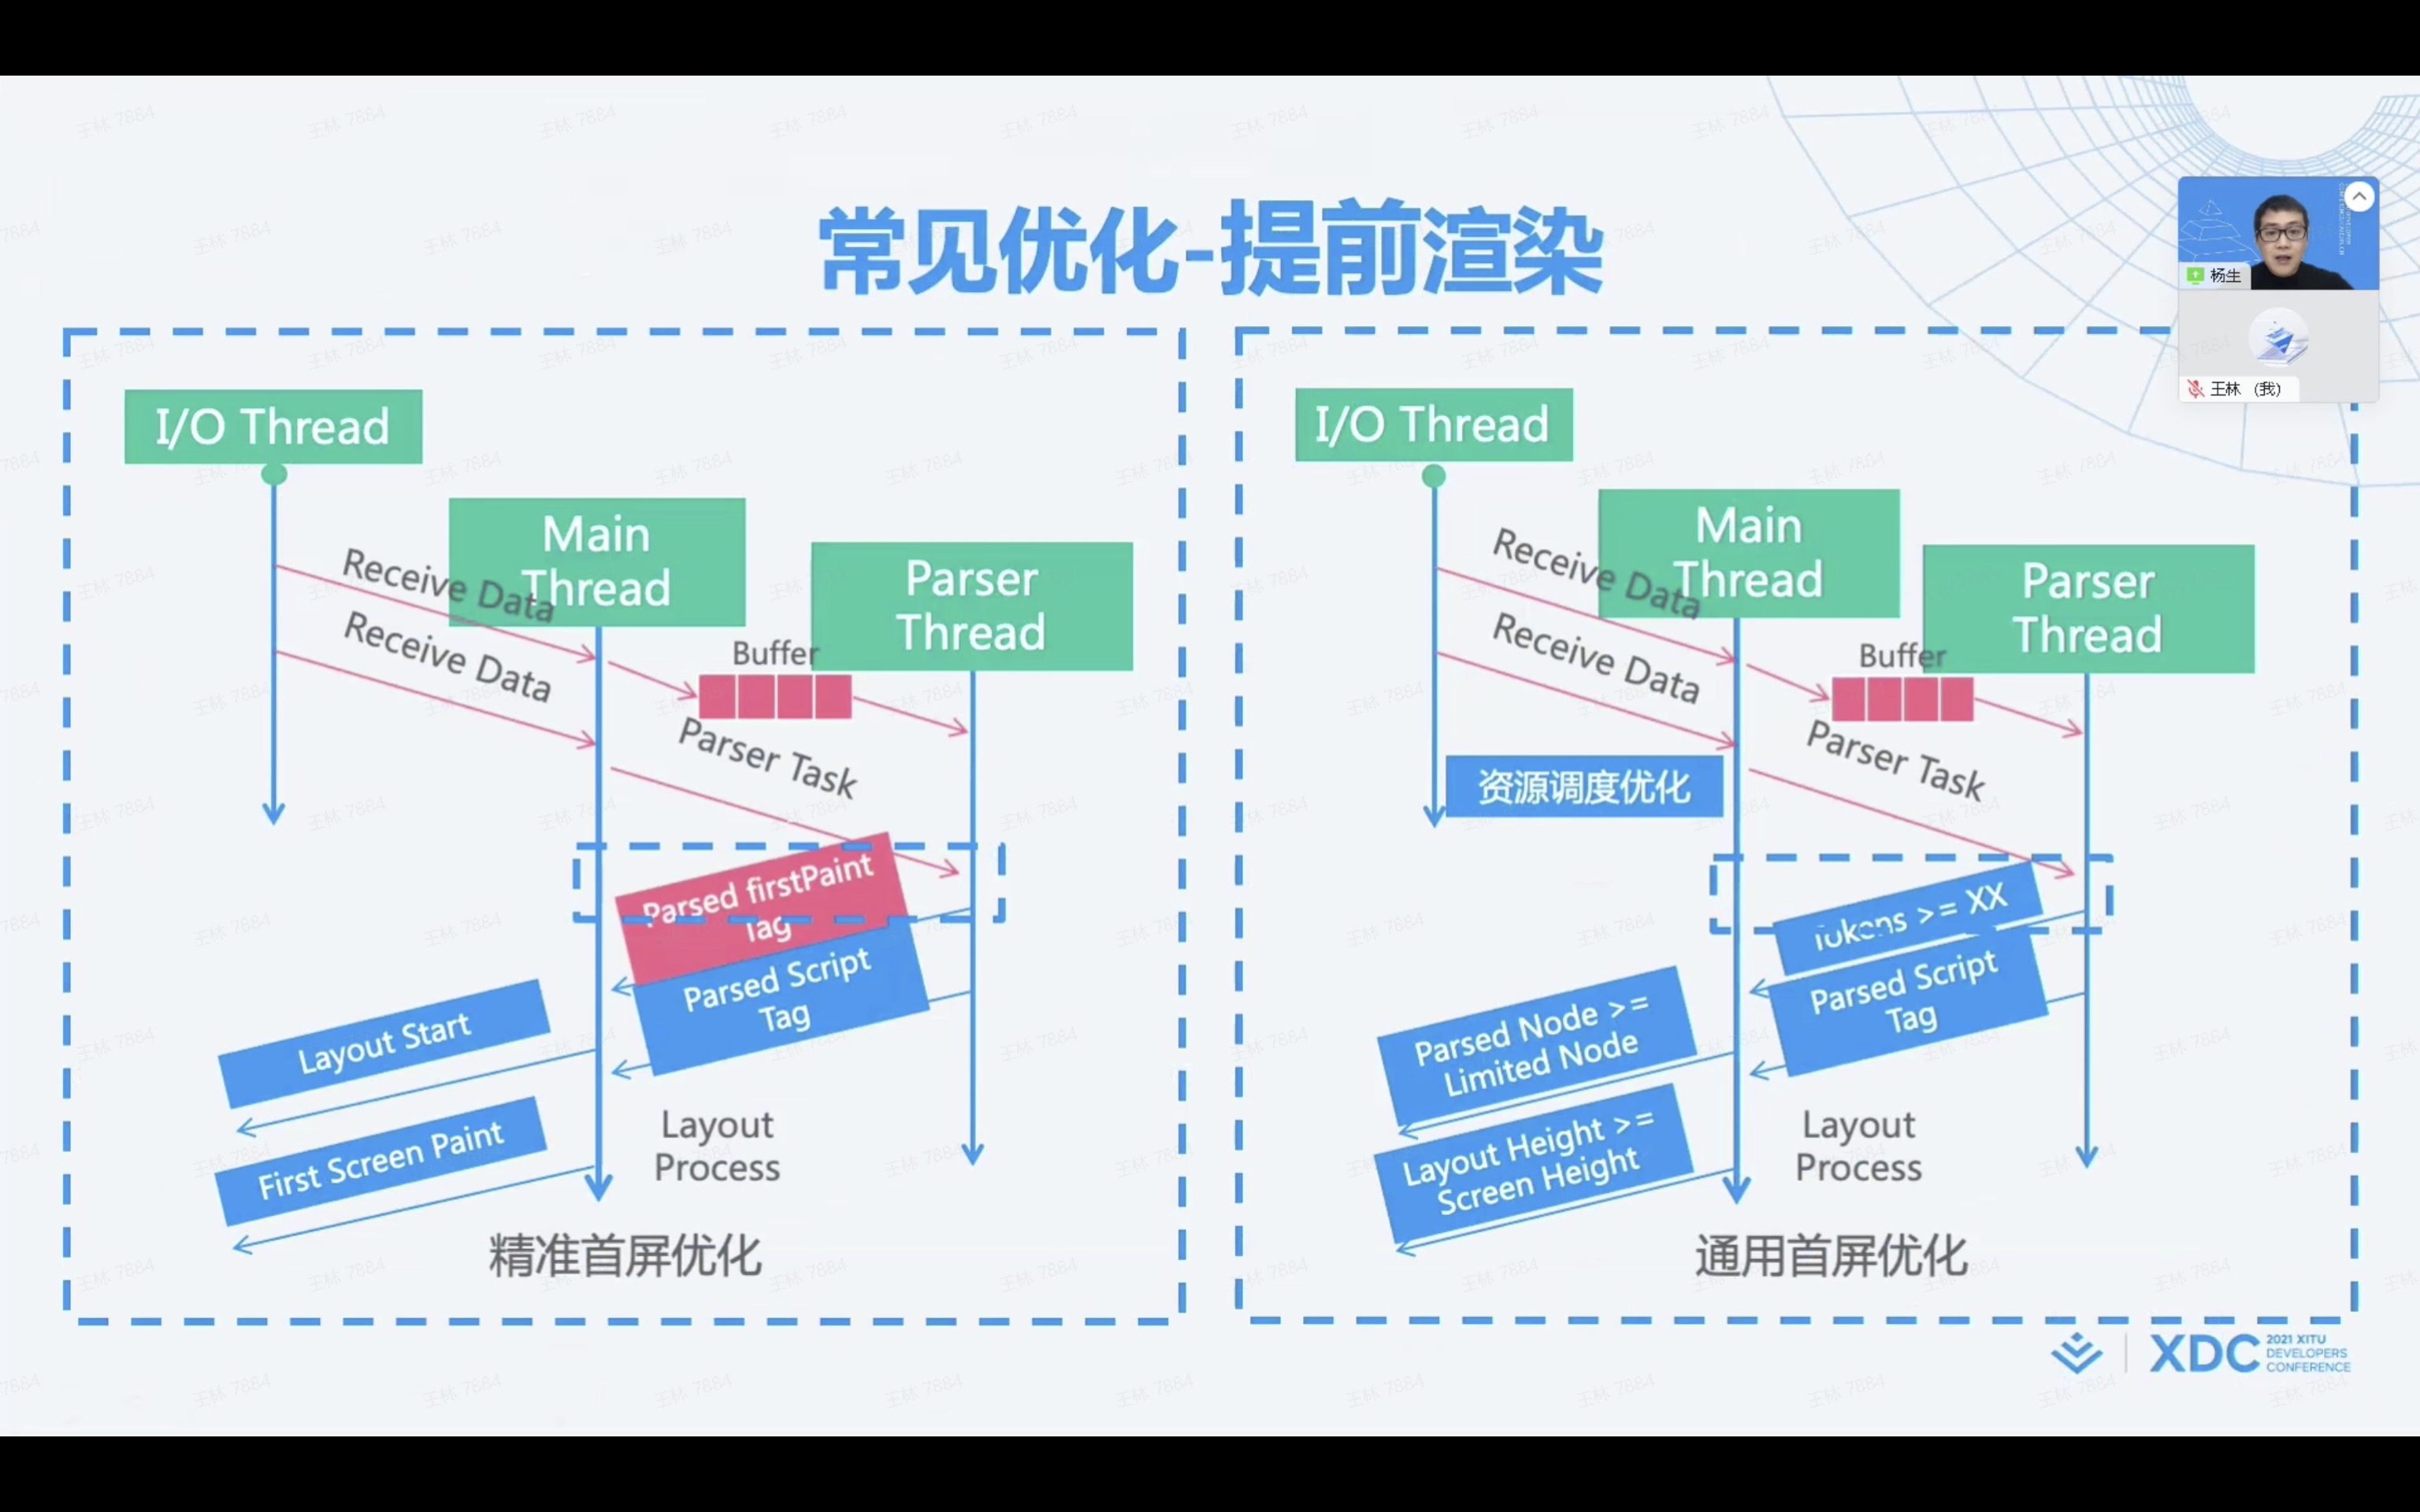 常见优化-提前渲染
杨生
王林 (我)
I/O Thread
Main
Thread
Parser
Thread
Receive Data
Receive Data
Buffer
Parser Task
Parsed firstPaint
Tag
Parsed Script
Tag
Layout Start
First Screen Paint
Layout
Process
精准首屏优化
I/O Thread
Main
Thread
Parser
Thread
Receive Data
Receive Data
Buffer
Parser Task
资源调度优化
Tokens >= XX
Parsed Script
Tag
Parsed Node >=
Limited Node
Layout Height >=
Screen Height
Layout
Process
通用首屏优化
XDC
2021 XITU
DEVELOPERS
CONFERENCE
王林 7884